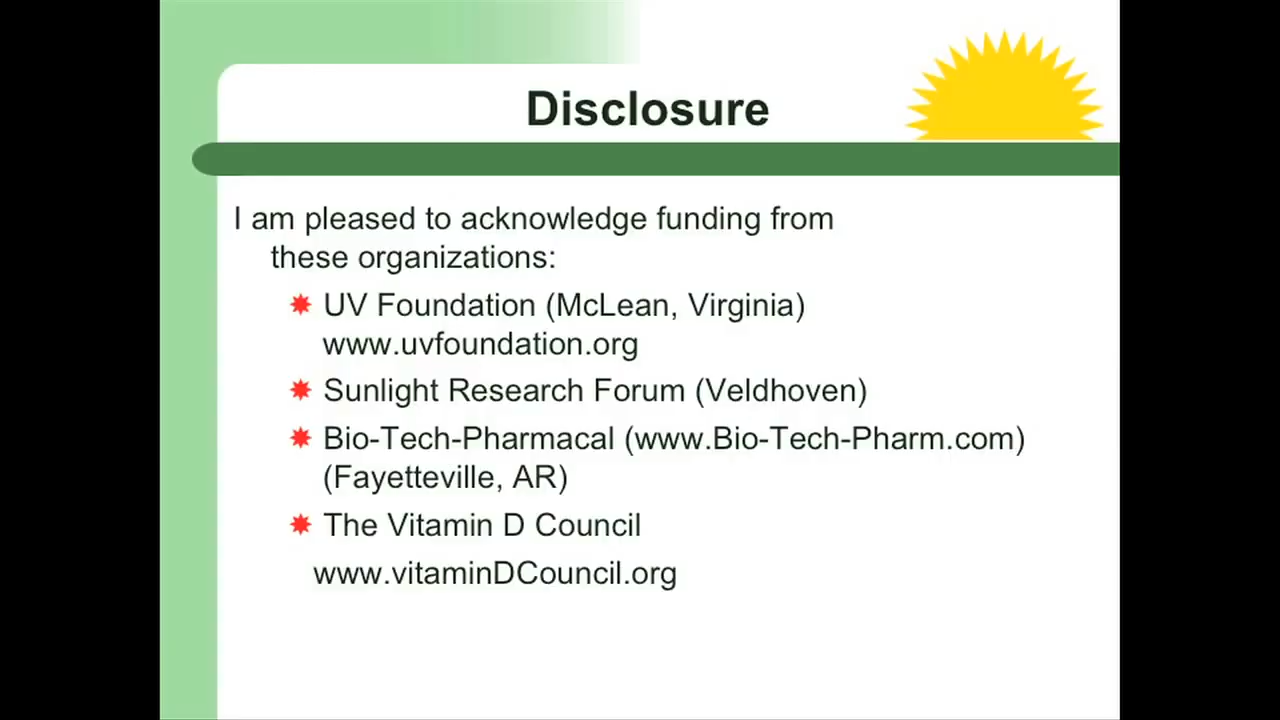 Disclosure
I am pleased to acknowledge funding from
these organizations:
UV Foundation (McLean, Virginia)
www.uvfoundation.org
Sunlight Research Forum (Veldhoven)
Bio-Tech-Pharmacal (www.Bio-Tech-Pharm.com)
(Fayetteville, AR)
The Vitamin D Council
www.vitaminDCouncil.org